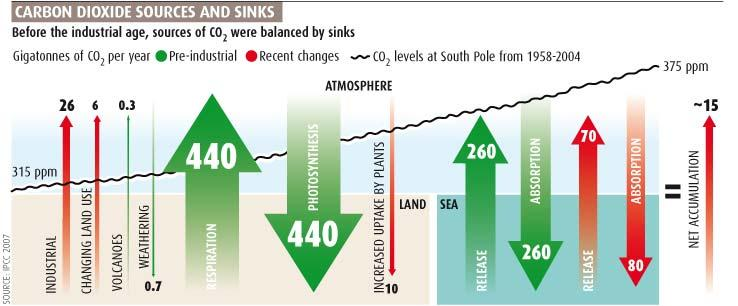 CARBON DIOXIDE SOURCES AND SINKS
Before the industrial age, sources of CO₂ were balanced by sinks
Gigatonnes of CO₂ per year Pre-industrial Recent changes CO₂ levels at South Pole from 1958-2004
375 ppm
ATMOSPHERE
315 ppm
26
INDUSTRIAL
6
CHANGING LAND USE
0.3
VOLCANOES
WEATHERING
0.7
440
RESPIRATION
PHOTOSYNTHESIS
440
INCREASED UPTAKE BY PLANTS
10
LAND
SEA
260
RELEASE
ABSORPTION
260
70
RELEASE
ABSORPTION
80
=
~15
NET ACCUMULATION
SOURCE: IPCC 2007